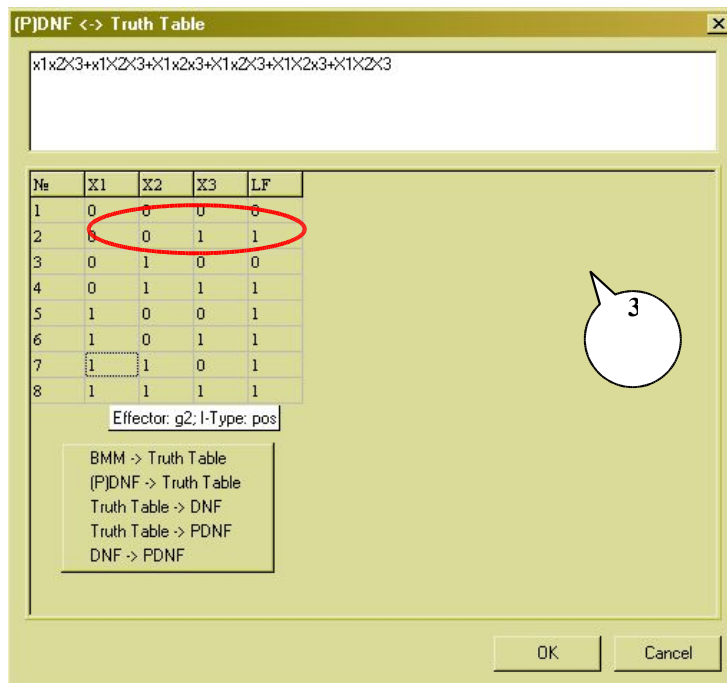 (P)DNF <-> Truth Table
x1x2X3+x1X2X3+X1x2x3+X1x2X3+X1X2x3+X1X2X3
№ X1 X2 X3 LF
1 0 0 0 0
2 0 0 1 1
3 0 1 0 0
4 0 1 1 1
5 1 0 0 1
6 1 0 1 1
7 1 1 0 1
8 1 1 1 1
3
Effector: g2; I-Type: pos
BMM -> Truth Table
(P)DNF -> Truth Table
Truth Table -> DNF
Truth Table -> PDNF
DNF -> PDNF
OK Cancel